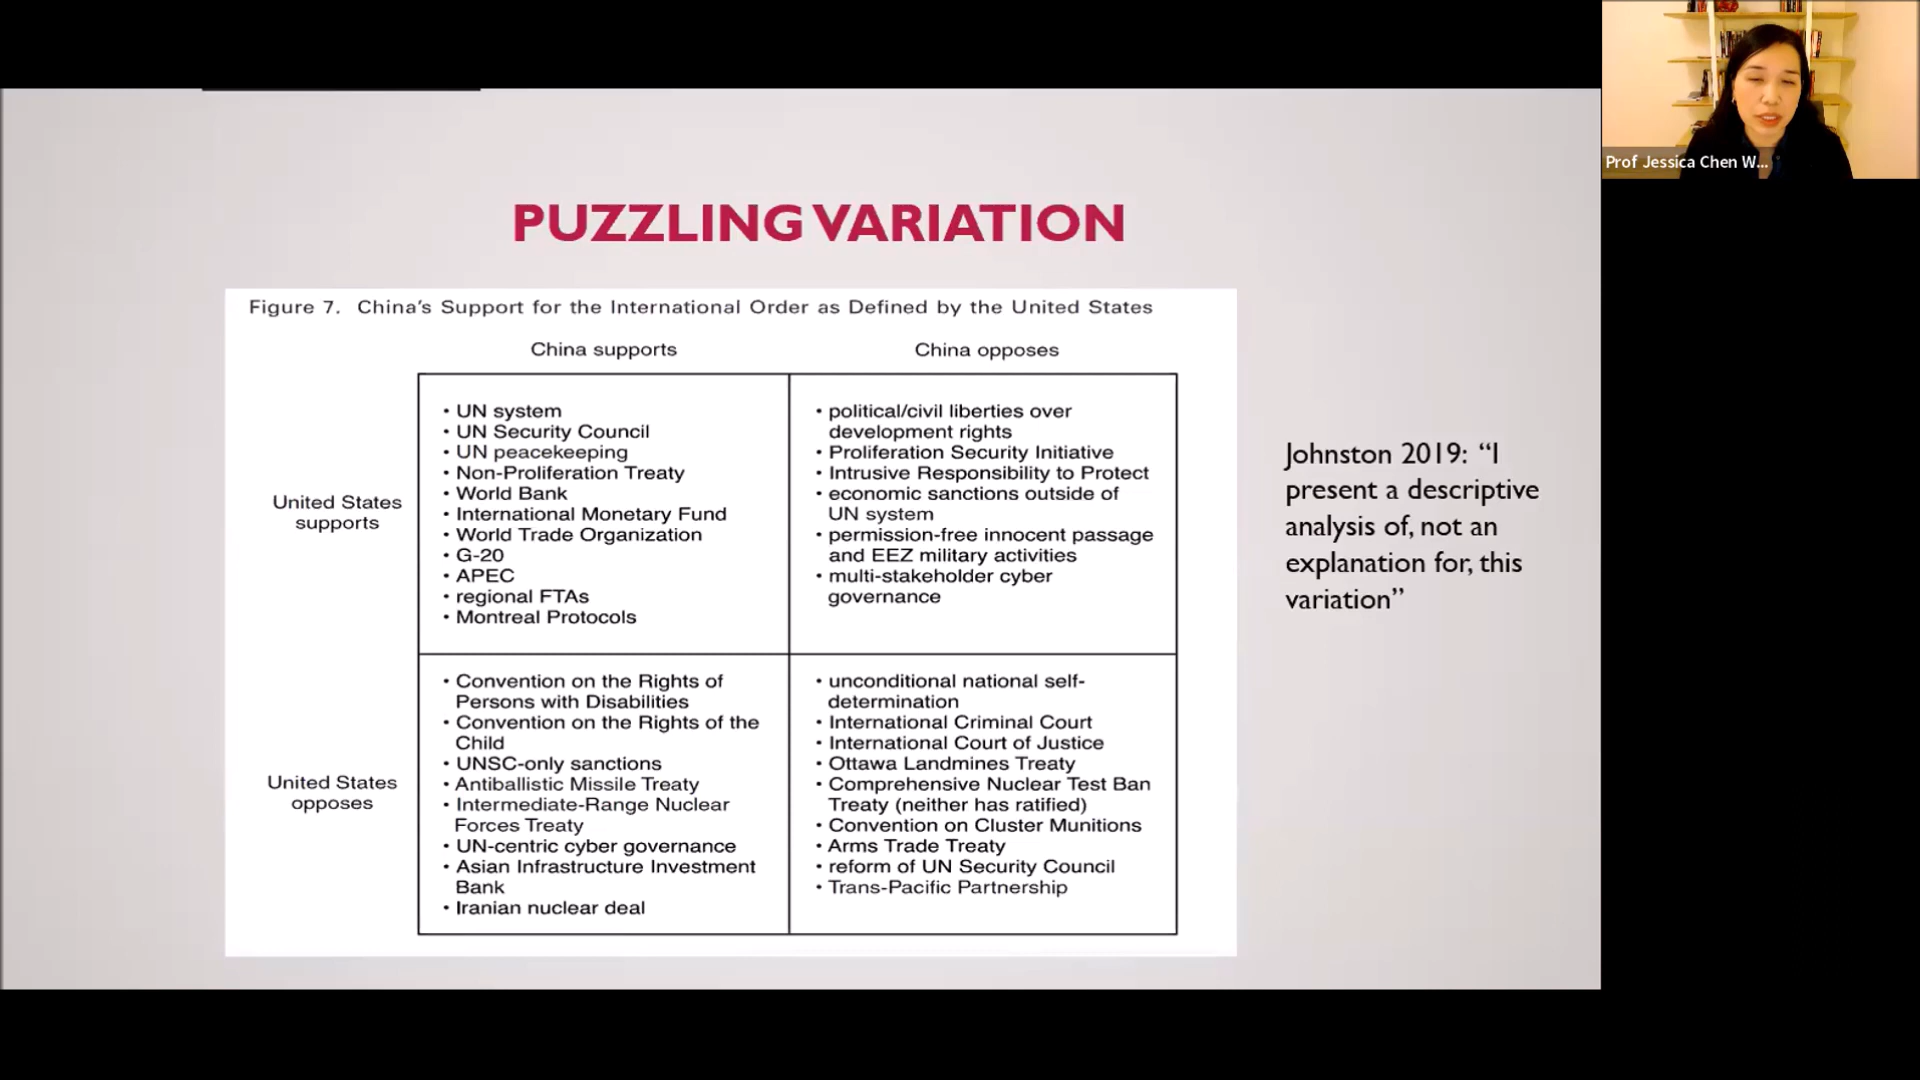 Prof Jessica Chen W...
PUZZLING VARIATION
Figure 7. China's Support for the International Order as Defined by the United States
China supports
China opposes
United States
supports
• UN system
• UN Security Council
• UN peacekeeping
• Non-Proliferation Treaty
• World Bank
• International Monetary Fund
• World Trade Organization
• G-20
• APEC
• regional FTAs
• Montreal Protocols
• political/civil liberties over
development rights
• Proliferation Security Initiative
• Intrusive Responsibility to Protect
• economic sanctions outside of
UN system
• permission-free innocent passage
and EEZ military activities
• multi-stakeholder cyber
governance
United States
opposes
• Convention on the Rights of
Persons with Disabilities
• Convention on the Rights of the
Child
• UNSC-only sanctions
• Antiballistic Missile Treaty
• Intermediate-Range Nuclear
Forces Treaty
• UN-centric cyber governance
• Asian Infrastructure Investment
Bank
• Iranian nuclear deal
• unconditional national self-
determination
• International Criminal Court
• International Court of Justice
• Ottawa Landmines Treaty
• Comprehensive Nuclear Test Ban
Treaty (neither has ratified)
• Convention on Cluster Munitions
• Arms Trade Treaty
• reform of UN Security Council
• Trans-Pacific Partnership
Johnston 2019: “I
present a descriptive
analysis of, not an
explanation for, this
variation”